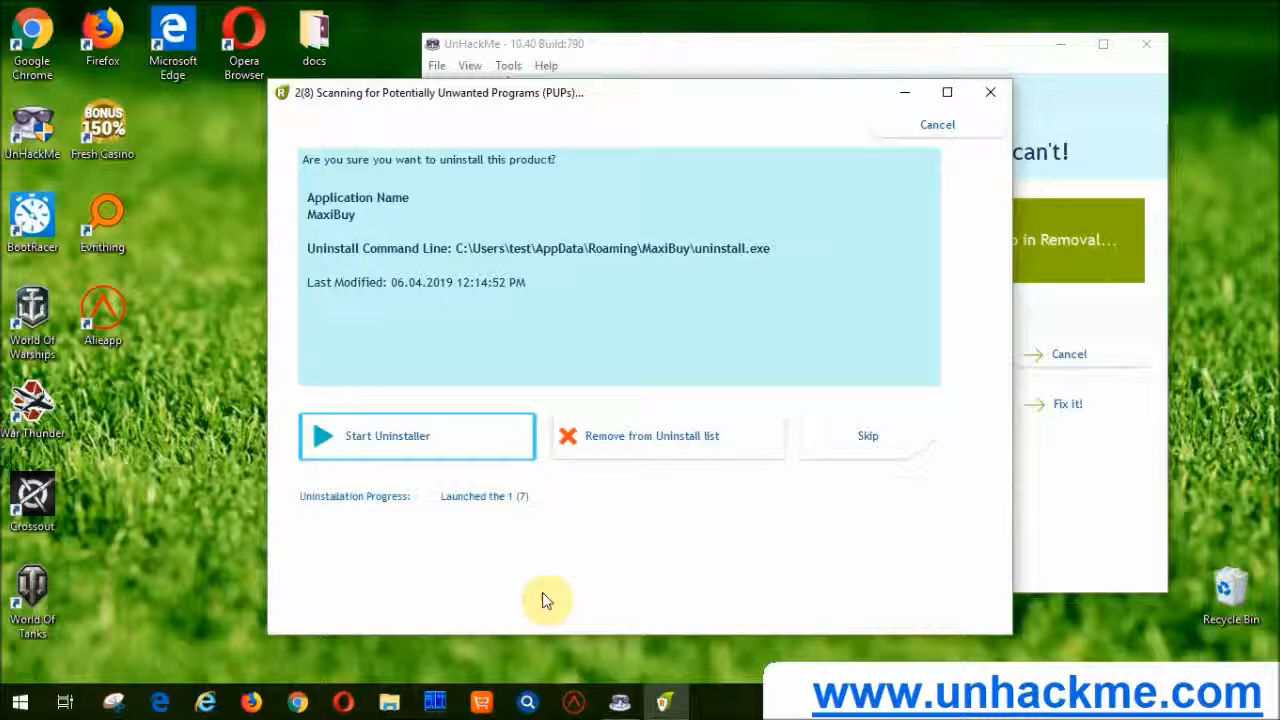 Google
Chrome
Firefox
Microsoft
Edge
Opera
Browser
docs
UnHackMe
BONUS
150%
Fresh Casino
BootRacer
Evrithing
World Of
Warships
Alieapp
War Thunder
Crossout
World Of
Tanks
UnHackMe - 10.40 Build:790
File View Tools Help
2(8) Scanning for Potentially Unwanted Programs (PUPs)...
Cancel
Are you sure you want to uninstall this product?
Application Name
MaxiBuy
Uninstall Command Line: C:\Users\test\AppData\Roaming\MaxiBuy\uninstall.exe
Last Modified: 06.04.2019 12:14:52 PM
Start Uninstaller
Remove from Uninstall list
Skip
Uninstallation Progress: Launched the 1 (7)
can't!
in Removal...
Cancel
Fix it!
Recycle Bin
www.unhackme.com